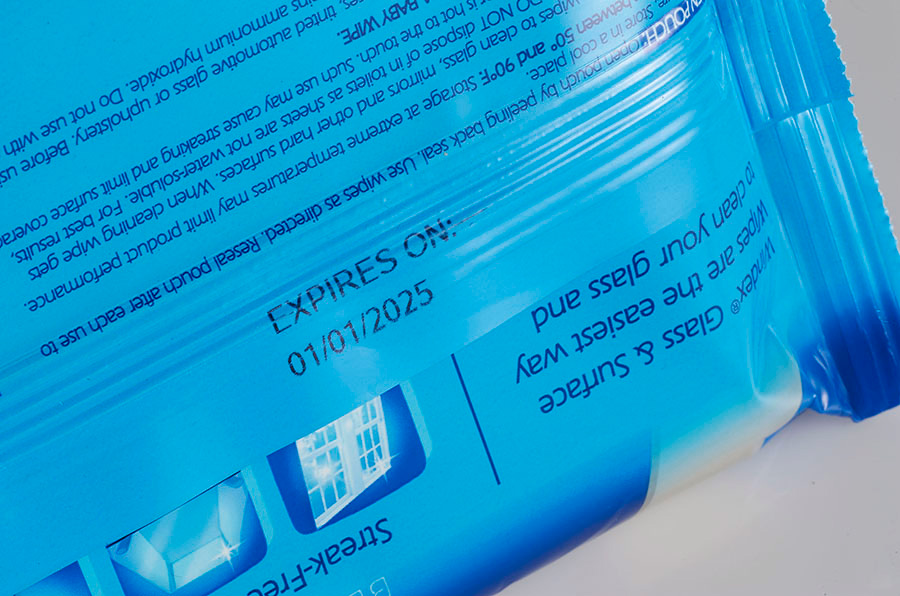 EXPIRES ON:
01/01/2025
Open pouch by peeling back seal. Use wipes as directed. Reseal pouch after each use to
Store in a cool place
between 50° and 90°F. Storage at extreme temperatures may limit product performance.
wipes to clean glass, mirrors and other hard surfaces. When cleaning wipe gets
DO NOT dispose of in toilets as sheets are not water-soluble. For best results,
is not to the touch. Such use may cause streaking and limit surface
A BABY WIPE.
tinted automotive glass or upholstery. Before
ammonium hydroxide. Do not use with
POUCH
Windex® Glass & Surface
Wipes are the easiest way
to clean your glass and
Streak-Free